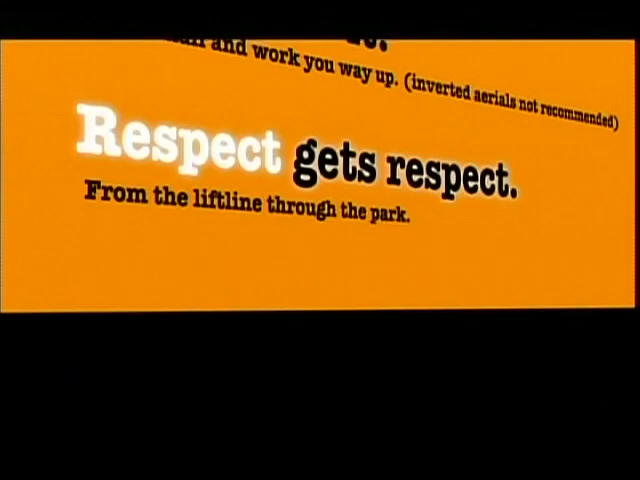 and work you way up. (inverted aerials not recommended)
Respect gets respect.
From the liftline through the park.